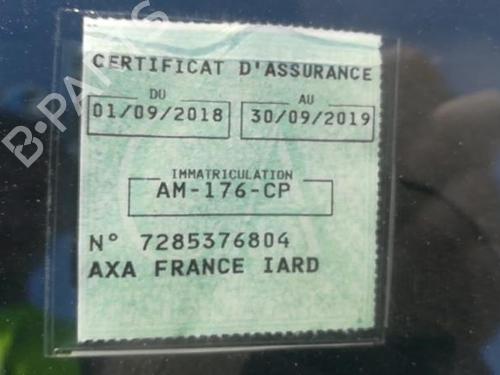 CERTIFICAT D'ASSURANCE
DU
01/09/2018
AU
30/09/2019
IMMATRICULATION
AM-176-CP
N° 7285376804
AXA FRANCE IARD
B-PARTS